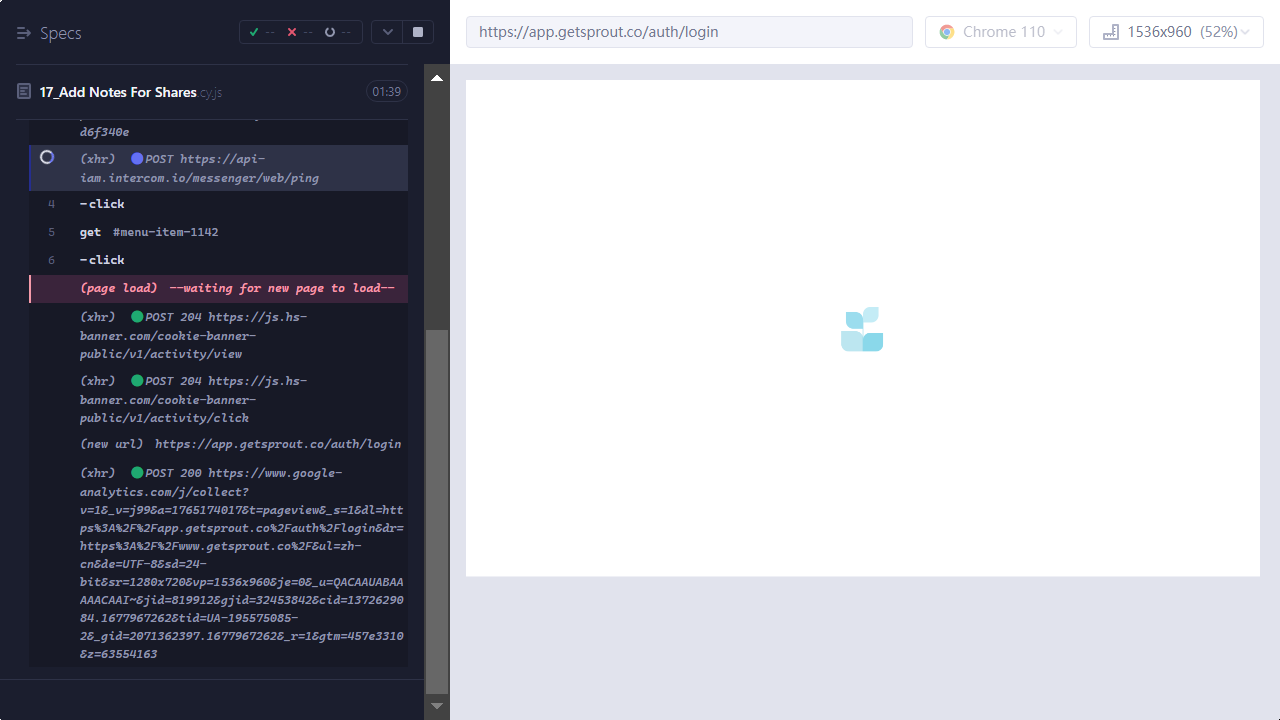 Specs
-- -- --
https://app.getsprout.co/auth/login
Chrome 110
1536x960 (52%)
17_Add Notes For Shares.cy.js
01:39
d6f340e
(xhr) POST https://api-
iam.intercom.io/messenger/web/ping
4 -click
5 get #menu-item-1142
6 -click
(page load) --waiting for new page to load--
(xhr) POST 204 https://js.hs-
banner.com/cookie-banner-
public/v1/activity/view
(xhr) POST 204 https://js.hs-
banner.com/cookie-banner-
public/v1/activity/click
(new url) https://app.getsprout.co/auth/login
(xhr) POST 200 https://www.google-
analytics.com/j/collect?
v=1&_v=j99&a=1765174017&t=pageview&_s=1&dl=htt
ps%3A%2F%2Fapp.getsprout.co%2Fauth%2Flogin&dr=
https%3A%2F%2Fwww.getsprout.co%2F&ul=zh-
cn&de=UTF-8&sd=24-
bit&sr=1280x720&vp=1536x960&je=0&_u=QACAAUABAA
AAACAAI~&jid=819912&gjid=32453842&cid=13726290
84.1677967262&tid=UA-195575085-
2&_gid=2071362397.1677967262&_r=1&gtm=457e3310
&z=63554163